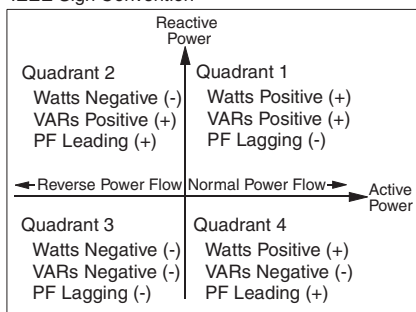 IEEE Sign Convention
Reactive
Power
Quadrant 2
Watts Negative (-)
VARs Positive (+)
PF Leading (+)
Quadrant 1
Watts Positive (+)
VARs Positive (+)
PF Lagging (-)
Reverse Power Flow
Normal Power Flow
Active
Power
Quadrant 3
Watts Negative (-)
VARs Negative (-)
PF Lagging (-)
Quadrant 4
Watts Positive (+)
VARs Negative (-)
PF Leading (+)